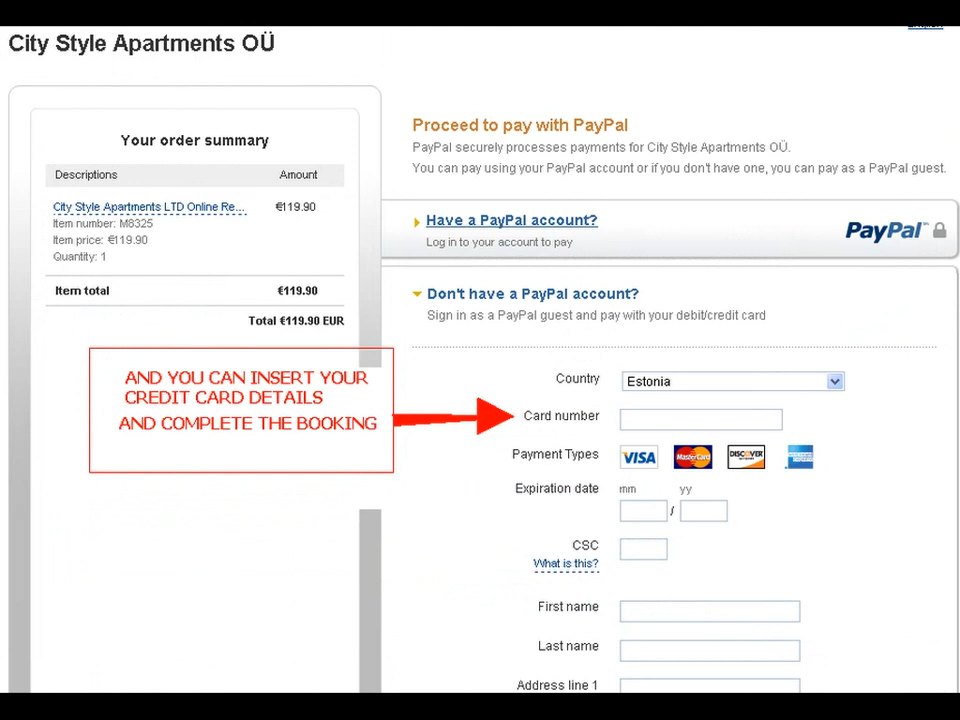 English
City Style Apartments OÜ
Your order summary
Descriptions Amount
City Style Apartments LTD Online Re... €119.90
Item number: M8325
Item price: €119.90
Quantity: 1
Item total €119.90
Total €119.90 EUR
AND YOU CAN INSERT YOUR
CREDIT CARD DETAILS
AND COMPLETE THE BOOKING
Proceed to pay with PayPal
PayPal securely processes payments for City Style Apartments OÜ.
You can pay using your PayPal account or if you don't have one, you can pay as a PayPal guest.
Have a PayPal account?
Log in to your account to pay
PayPal™
Don't have a PayPal account?
Sign in as a PayPal guest and pay with your debit/credit card
Country Estonia
Card number
Payment Types VISA MasterCard DISCOVER
Expiration date mm yy
/
CSC
What is this?
First name
Last name
Address line 1